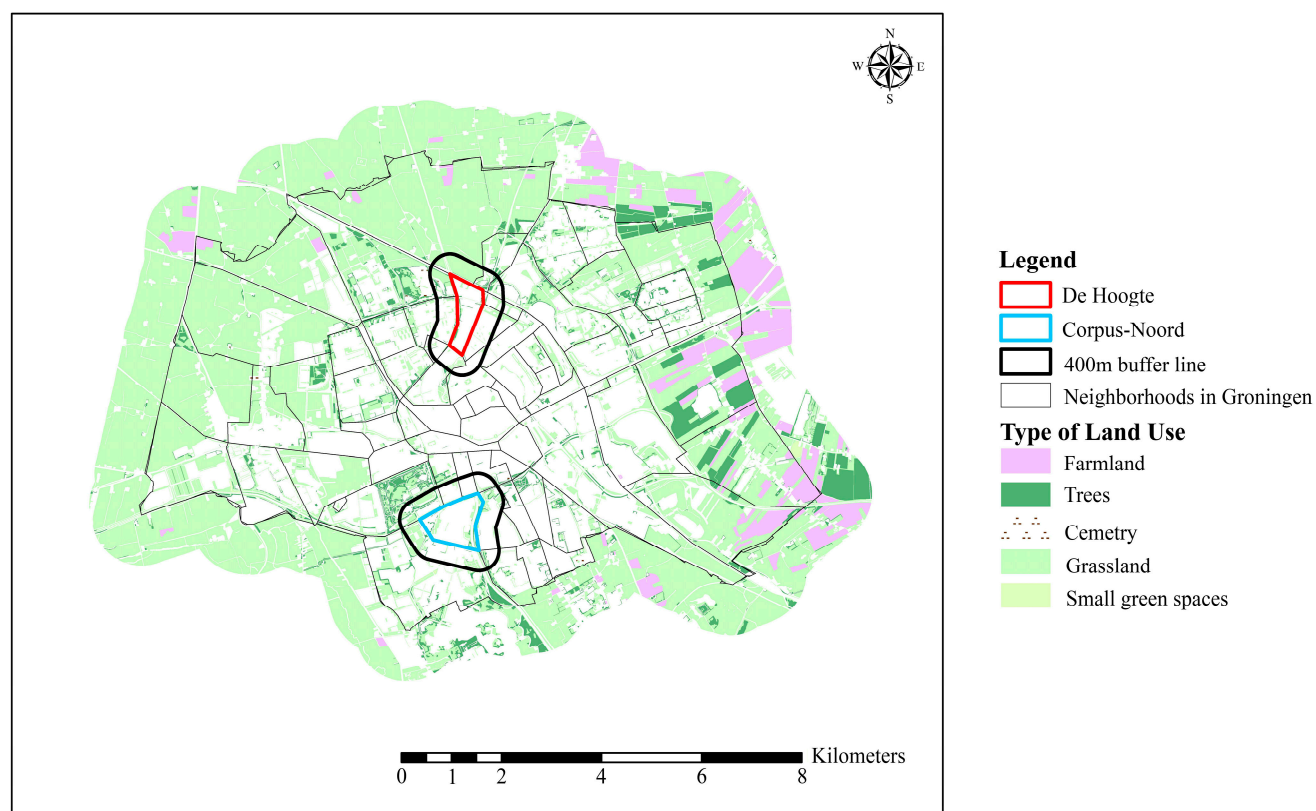 N
W E
S
Legend
De Hoogte
Corpus-Noord
400m buffer line
Neighborhoods in Groningen
Type of Land Use
Farmland
Trees
Cemetry
Grassland
Small green spaces
Kilometers
0 1 2 4 6 8